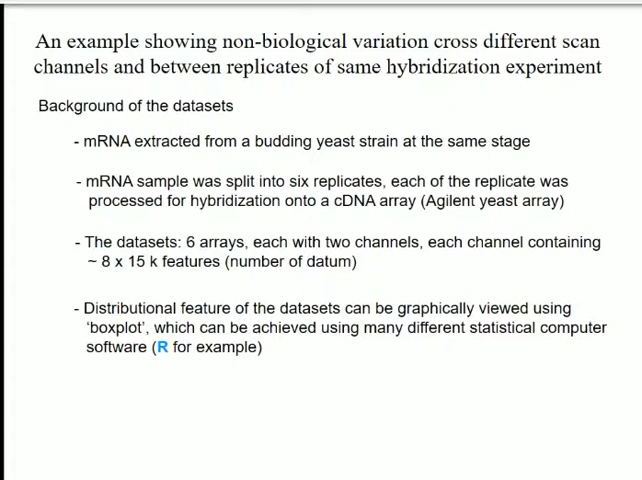 An example showing non-biological variation cross different scan
channels and between replicates of same hybridization experiment
Background of the datasets
- mRNA extracted from a budding yeast strain at the same stage
- mRNA sample was split into six replicates, each of the replicate was
processed for hybridization onto a cDNA array (Agilent yeast array)
- The datasets: 6 arrays, each with two channels, each channel containing
~ 8 x 15 k features (number of datum)
- Distributional feature of the datasets can be graphically viewed using
‘boxplot’, which can be achieved using many different statistical computer
software (R for example)